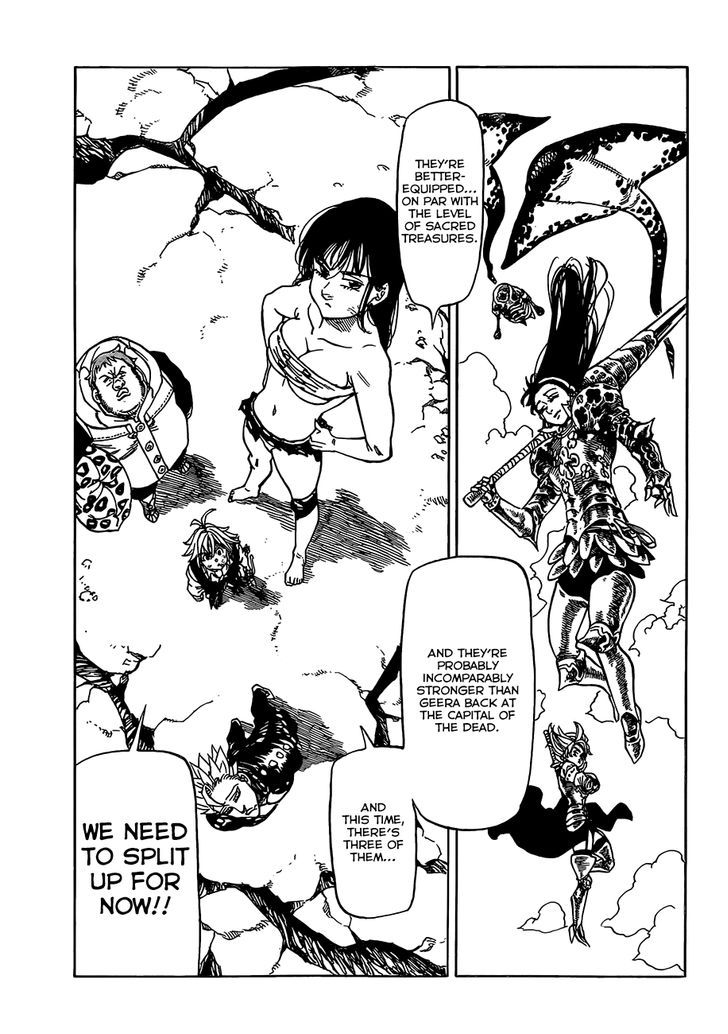 THEY'RE
BETTER-
EQUIPPED...
ON PAR WITH
THE LEVEL
OF SACRED
TREASURES.
AND THEY'RE
PROBABLY
INCOMPARABLY
STRONGER THAN
GEERA BACK AT
THE CAPITAL OF
THE DEAD.
AND
THIS TIME,
THERE'S
THREE OF
THEM...
WE NEED
TO SPLIT
UP FOR
NOW!!